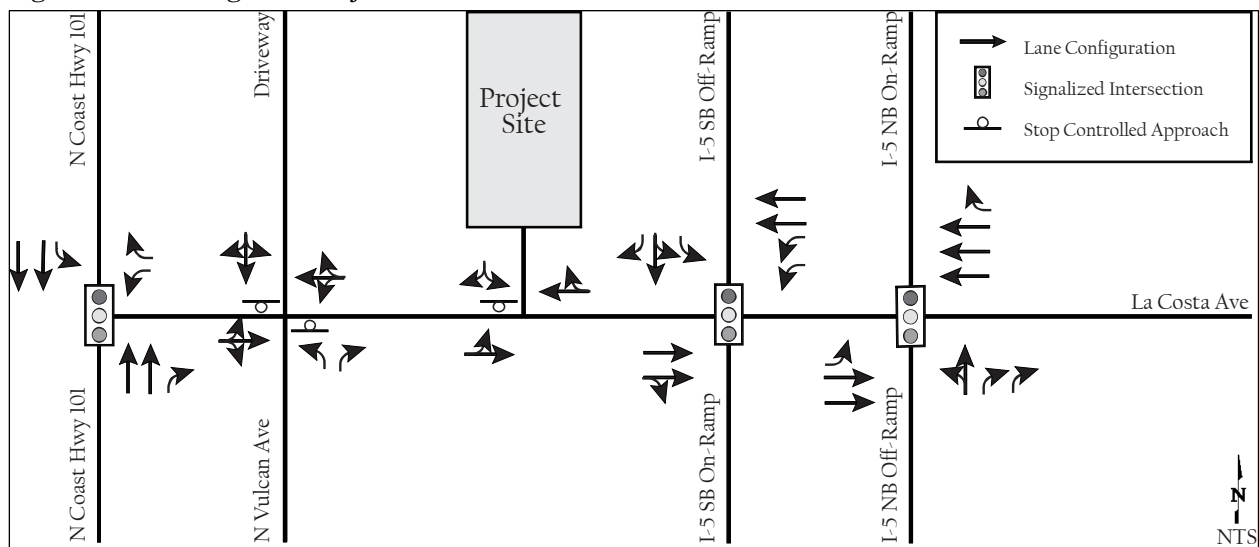 N Coast Hwy 101
Driveway
Project
Site
I-5 SB Off-Ramp
I-5 NB On-Ramp
Lane Configuration
Signalized Intersection
Stop Controlled Approach
La Costa Ave
N Coast Hwy 101
N Vulcan Ave
I-5 SB On-Ramp
I-5 NB Off-Ramp
N
NTS